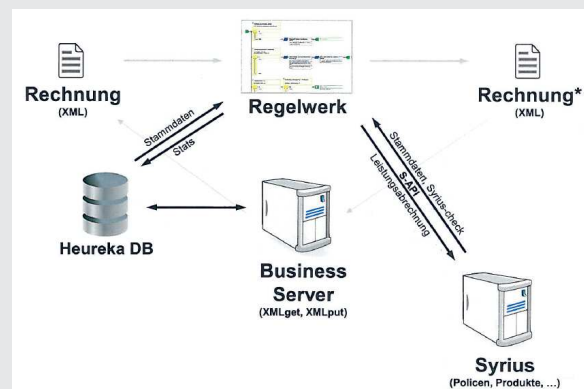 Rechnung
(XML)
Regelwerk
Rechnung*
(XML)
Stammdaten
Stats
Stammdaten, Syrius-check
S-API
Leistungsabrechnung
Heureka DB
Business
Server
(XMLget, XMLput)
Syrius
(Policen, Produkte, ...)